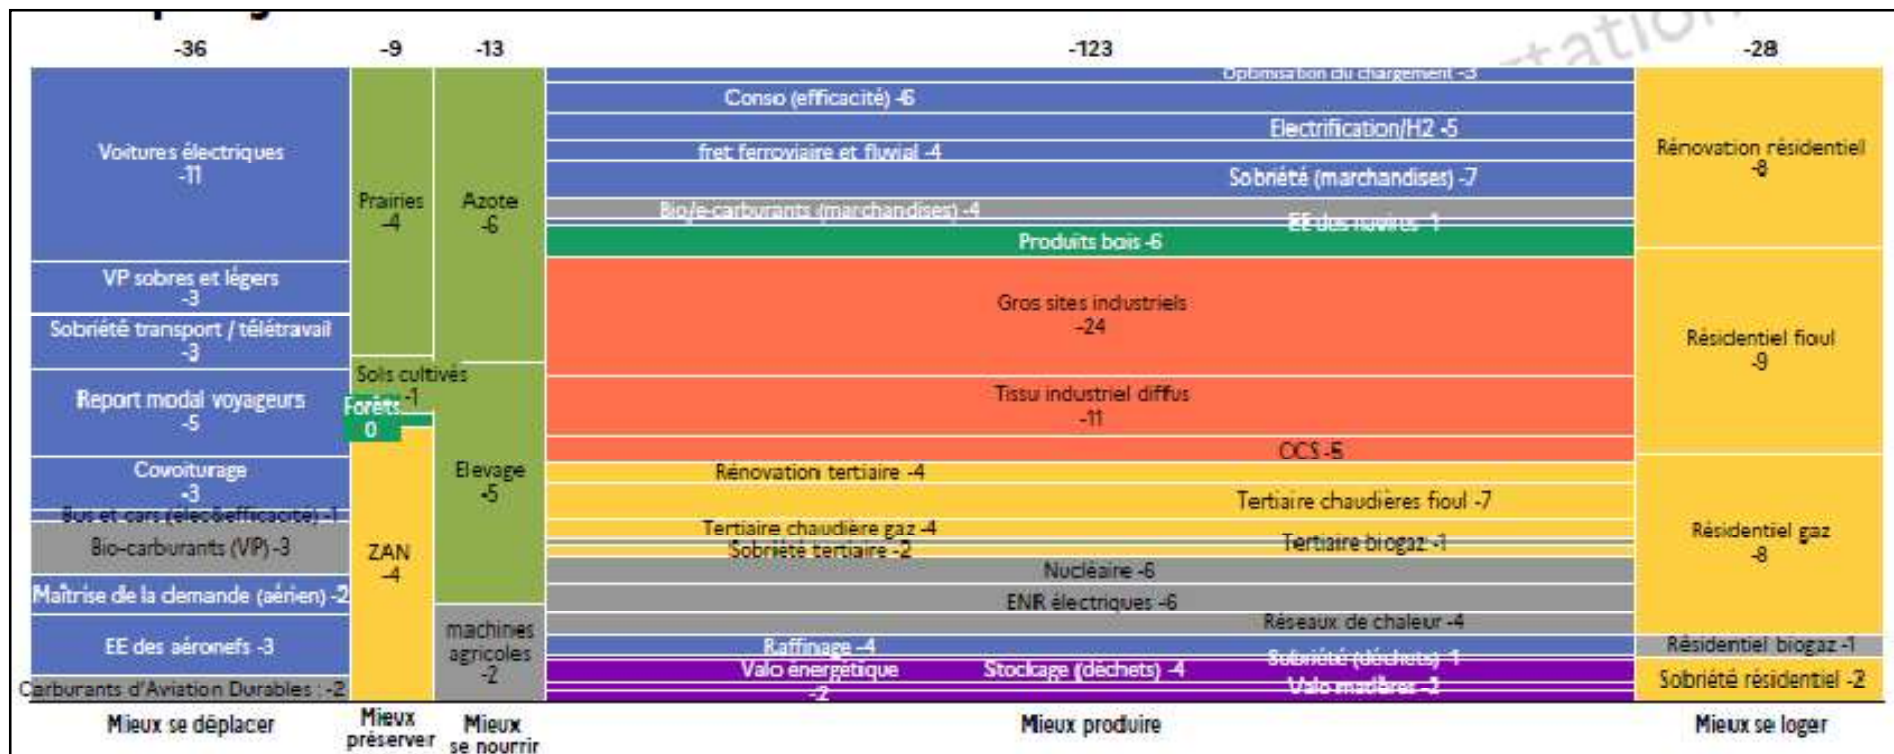 -36
-9
-13
-123
-28
Voitures électriques
-11
VP sobres et légers
-3
Sobriété transport / télétravail
-3
Report modal voyageurs
-5
Covoiturage
-3
Bus et cars (élec&efficacité) -1
Bio-carburants (VP) -3
Maîtrise de la demande (aérien) -2
EE des aéronefs -3
Carburants d'Aviation Durables : -2
Mieux se déplacer
Prairies
-4
Sols cultivés
-1
Forêts
0
ZAN
-4
Mieux
préserver
Azote
-6
Elevage
-5
machines
agricoles
-2
Mieux
se nourrir
Optimisation du chargement -3
Conso (efficacité) -6
Electrification/H2 -5
fret ferroviaire et fluvial -4
Sobriété (marchandises) -7
Bio/e-carburants (marchandises) -4
EE des navires -1
Produits bois -6
Gros sites industriels
-24
Tissu industriel diffus
-11
CCS -5
Rénovation tertiaire -4
Tertiaire chaudières fioul -7
Tertiaire chaudière gaz -4
Tertiaire biogaz -1
Sobriété tertiaire -2
Nucléaire -6
ENR électriques -6
Réseaux de chaleur -4
Raffinage -4
Sobriété (déchets) -1
Valo énergétique
-2
Stockage (déchets) -4
Valo matières -2
Mieux produire
Rénovation résidentiel
-8
Résidentiel fioul
-9
Résidentiel gaz
-8
Résidentiel biogaz -1
Sobriété résidentiel -2
Mieux se loger